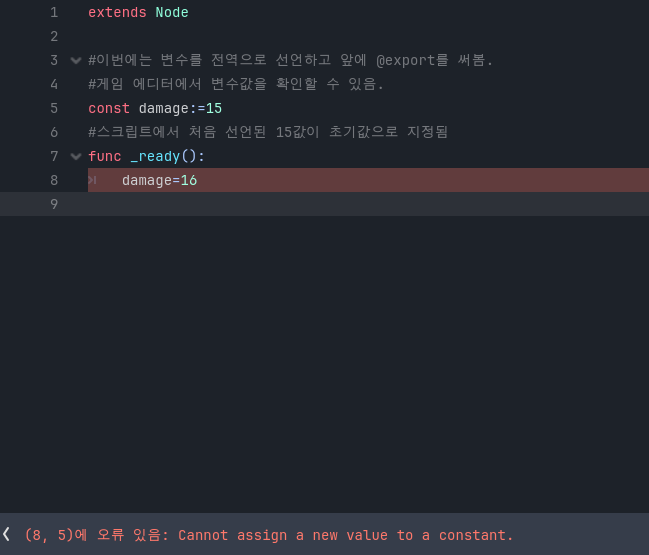 1 extends Node
2
3 #이번에는 변수를 전역으로 선언하고 앞에 @export를 써봄.
4 #게임 에디터에서 변수값을 확인할 수 있음.
5 const damage:=15
6 #스크립트에서 처음 선언된 15값이 초기값으로 지정됨
7 func _ready():
8 damage=16
9
(8, 5)에 오류 있음: Cannot assign a new value to a constant.